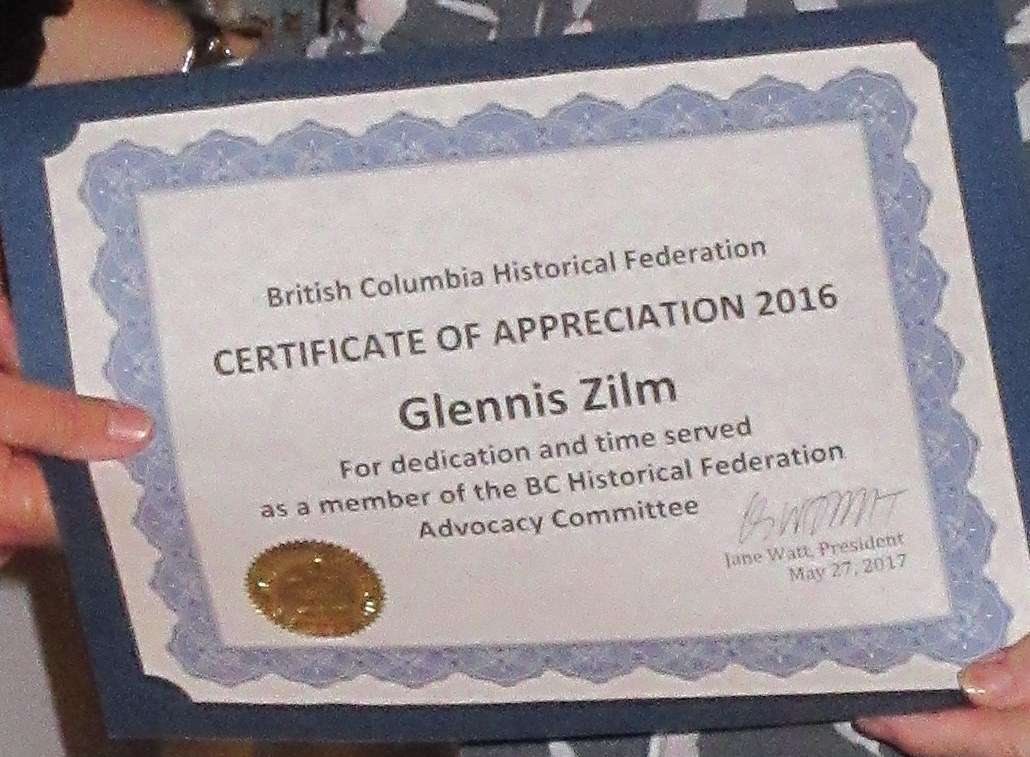 British Columbia Historical Federation
CERTIFICATE OF APPRECIATION 2016
Glennis Zilm
For dedication and time served
as a member of the BC Historical Federation
Advocacy Committee
Jane Watt, President
May 27, 2017